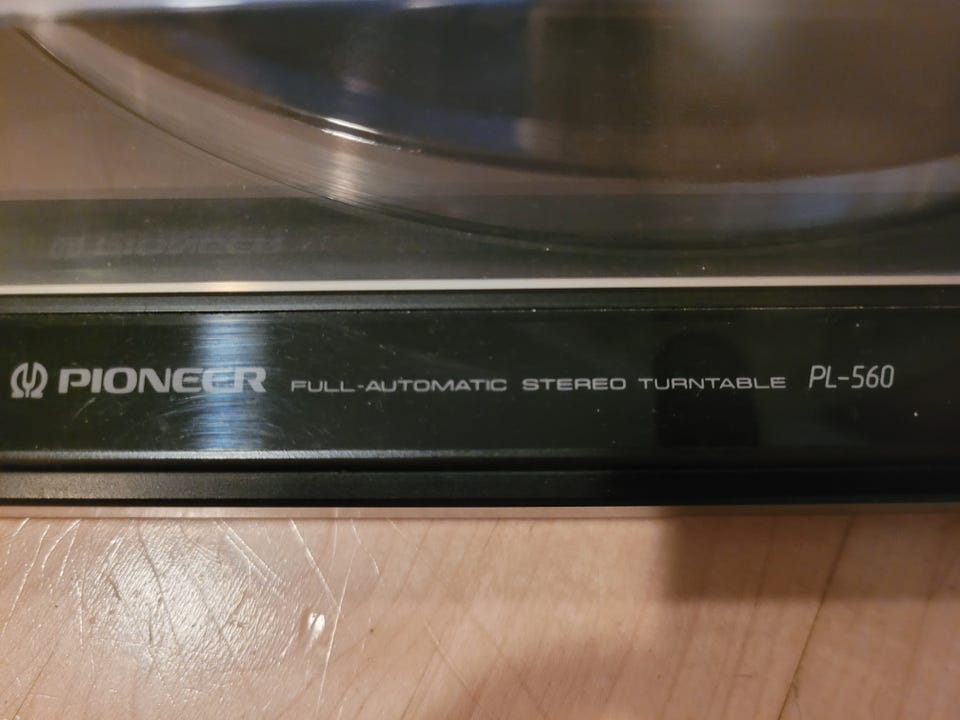 PIONEER FULL-AUTOMATIC STEREO TURNTABLE PL-560